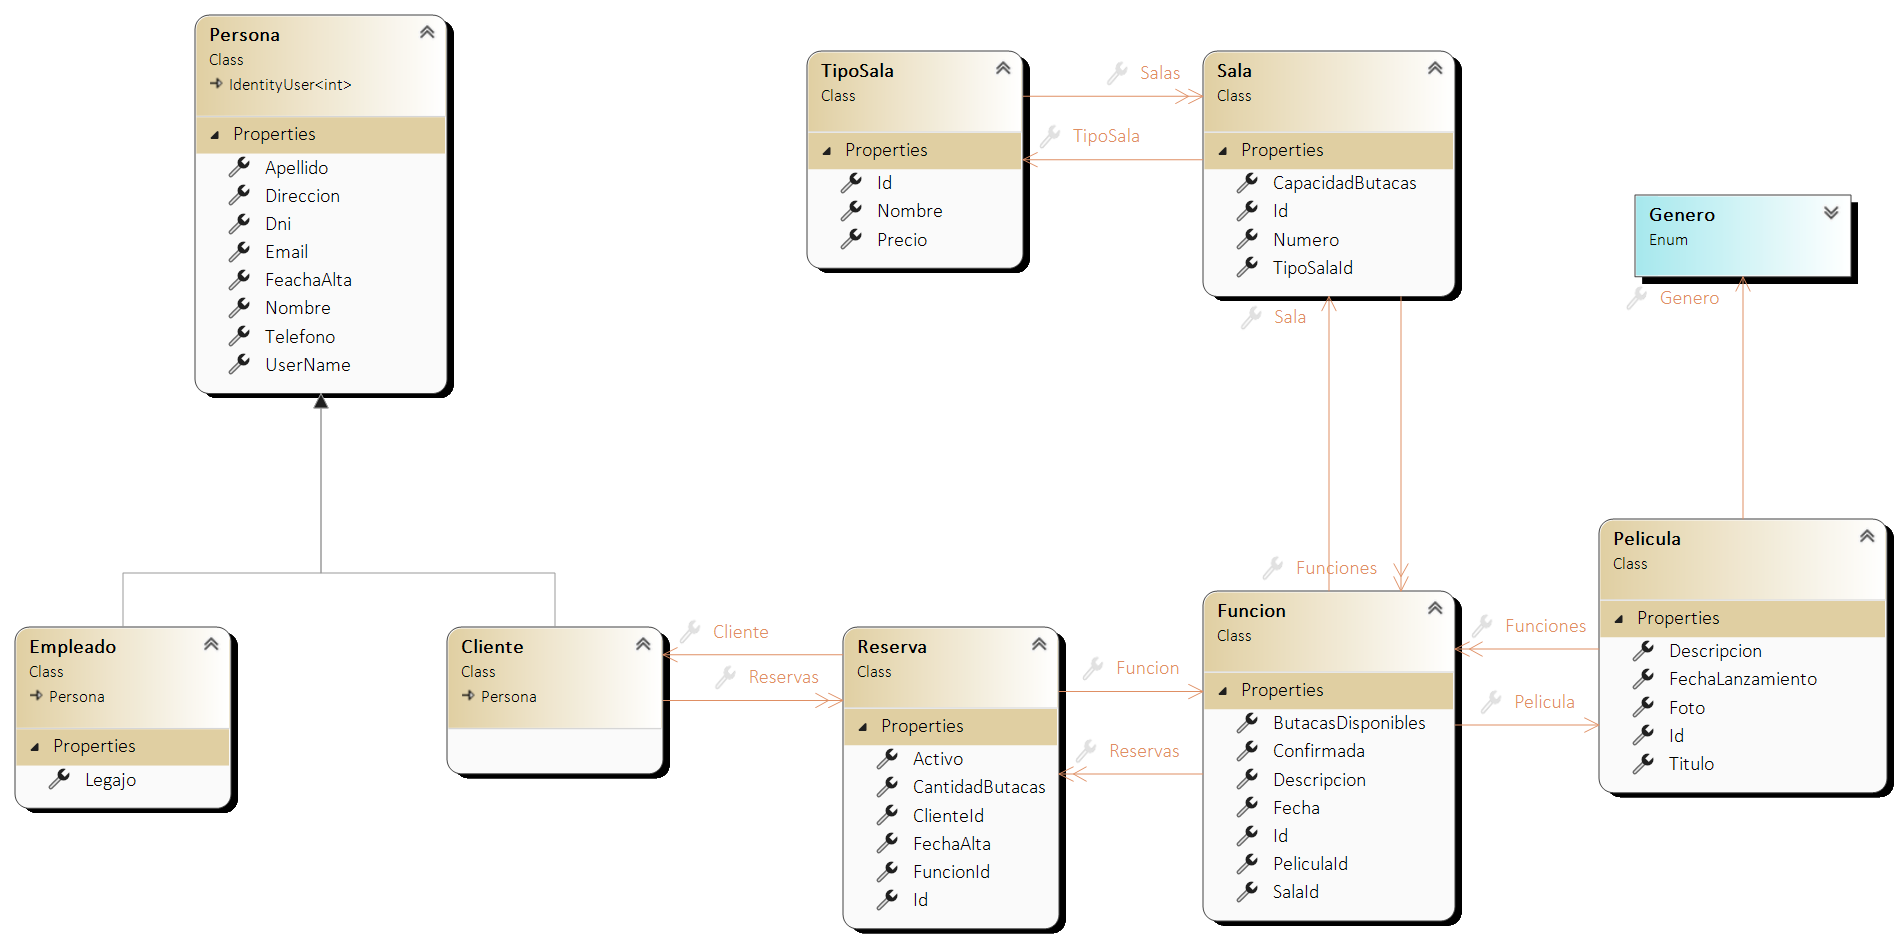 Persona
Class
IdentityUser<int>
Properties
Apellido
Direccion
Dni
Email
FeachaAlta
Nombre
Telefono
UserName
TipoSala
Class
Properties
Id
Nombre
Precio
Salas
TipoSala
Sala
Class
Properties
CapacidadButacas
Id
Numero
TipoSalaId
Genero
Enum
Genero
Sala
Funciones
Empleado
Class
Persona
Properties
Legajo
Cliente
Class
Persona
Cliente
Reservas
Reserva
Class
Properties
Activo
CantidadButacas
ClienteId
FechaAlta
FuncionId
Id
Funcion
Reservas
Funcion
Class
Properties
ButacasDisponibles
Confirmada
Descripcion
Fecha
Id
PeliculaId
SalaId
Funciones
Pelicula
Pelicula
Class
Properties
Descripcion
FechaLanzamiento
Foto
Id
Titulo